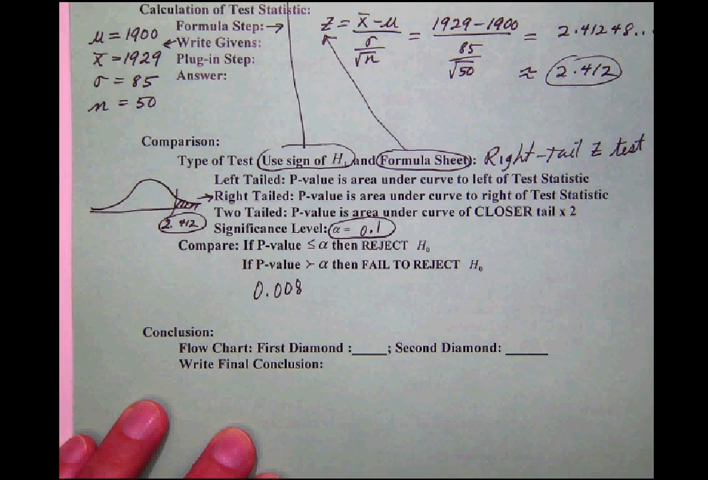 Calculation of Test Statistic:
μ = 1900
Formula Step: →
z = x̄ - μ / σ/√n = 1929 - 1900 / 85/√50 = 2.41248..
x̄ = 1929
← Write Givens:
σ = 85
Plug-in Step:
≈ 2.412
n = 50
Answer:
Comparison:
Type of Test (Use sign of H₁ and Formula Sheet): Right-tail z test
Left Tailed: P-value is area under curve to left of Test Statistic
→ Right Tailed: P-value is area under curve to right of Test Statistic
Two Tailed: P-value is area under curve of CLOSER tail x 2
2.412
Significance Level: α = 0.1
Compare: If P-value ≤ α then REJECT H₀
If P-value > α then FAIL TO REJECT H₀
0.008
Conclusion:
Flow Chart: First Diamond :____; Second Diamond: ______
Write Final Conclusion: